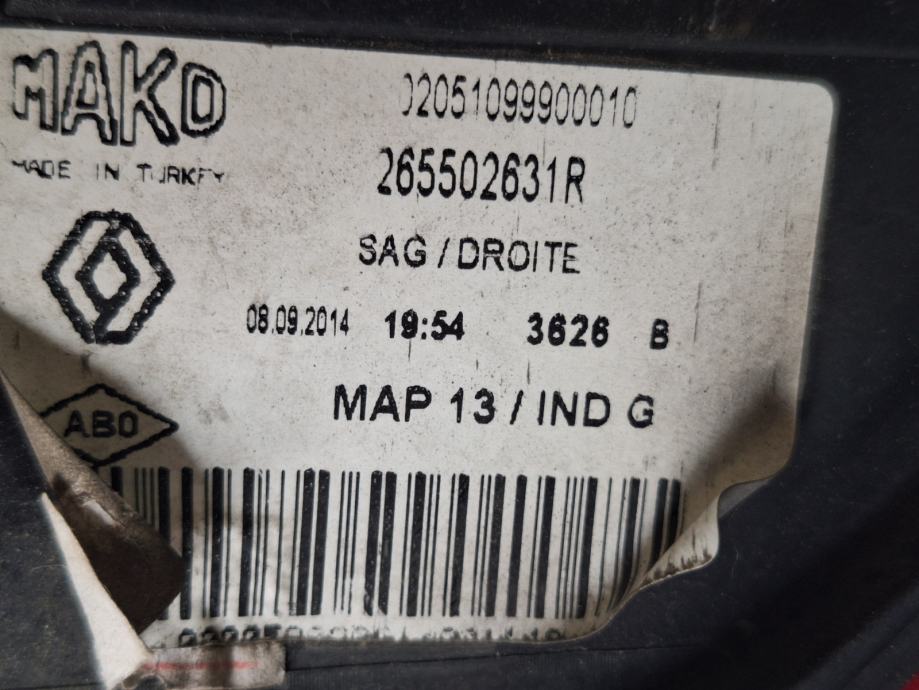 MAKO
02051099900010
MADE IN TURKEY
265502631R
SAG / DROITE
08.09.2014 19:54 3626 B
MAP 13 / IND G
ABO